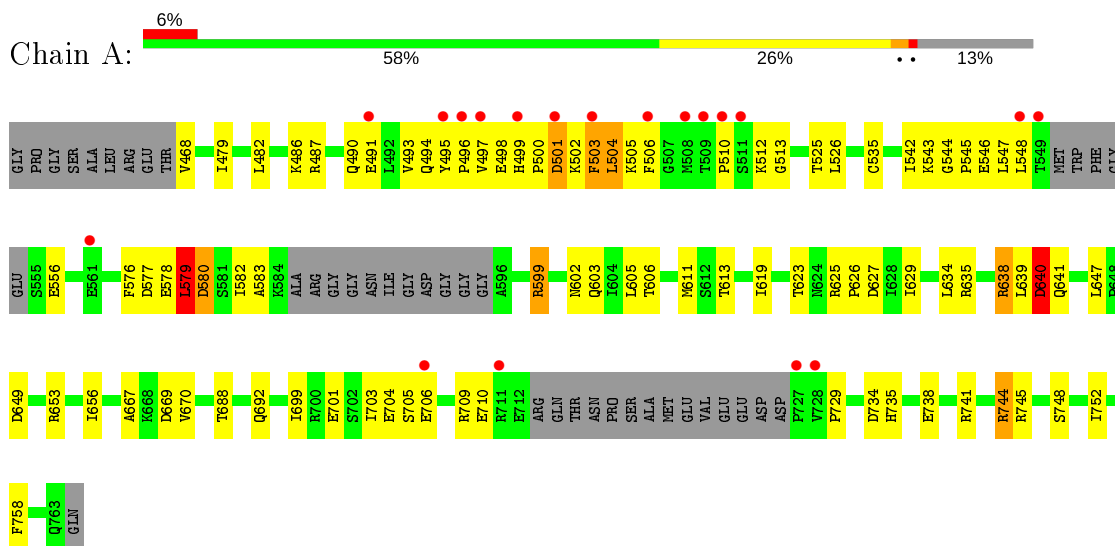 6%
Chain A:
58% 26% • • 13%
GLY PRO GLY SER ALA LEU ARG GLU THR V468 I479 L482 K486 R487 Q490 E491 L492 V493 Q494 Y495 P496 V497 E498 H499 P500 D501 K502 F503 L504 K505 F506 G507 M508 T509 P510 S511 K512 G513 T525 L526 C535 I542 K543 G544 P545 E546 L547 L548 T549 MET TRP PHE GLY
GLU S555 E556 E561 F576 D577 E578 L579 D580 S581 I582 A583 K584 ALA ARG GLY GLY ASN ILE GLY ASP GLY GLY GLY A596 R599 N602 Q603 I604 L605 T606 M611 S612 T613 I619 T623 N624 R625 P626 D627 I628 I629 L634 R635 R638 L639 D640 Q641 L647 P648
D649 R653 I656 A667 K668 D669 V670 T688 Q692 I699 R700 E701 S702 I703 E704 S705 E706 R709 E710 R711 E712 ARG GLN THR ASN PRO SER ALA MET GLU VAL GLU GLU ASP ASP P727 V728 P729 D734 H735 E738 R741 R744 R745 S748 I752
F758 Q763 GLN